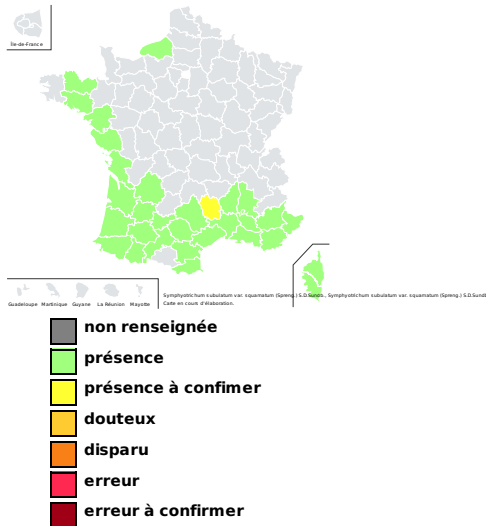 Île-de-France
Guadeloupe Martinique Guyane La Réunion Mayotte
Symphyotrichum subulatum var. squamatum (Spreng.) S.D.Sundb., Symphyotrichum subulatum var. squamatum (Spreng.) S.D.Sundb
Carte en cours d'élaboration.
non renseignée
présence
présence à confimer
douteux
disparu
erreur
erreur à confirmer